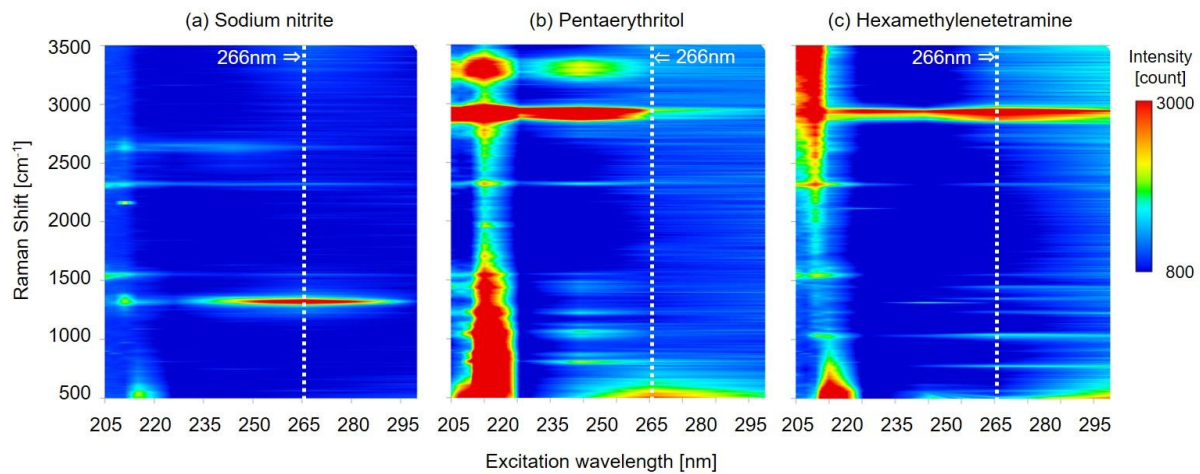 (a) Sodium nitrite (b) Pentaerythritol (c) Hexamethylenetetramine
3500
3000
2500
2000
1500
1000
500
Raman Shift [cm⁻¹]
266nm ⇒
⇐ 266nm
266nm ⇒
Intensity
[count]
3000
800
205 220 235 250 265 280 295
205 220 235 250 265 280 295
205 220 235 250 265 280 295
Excitation wavelength [nm]